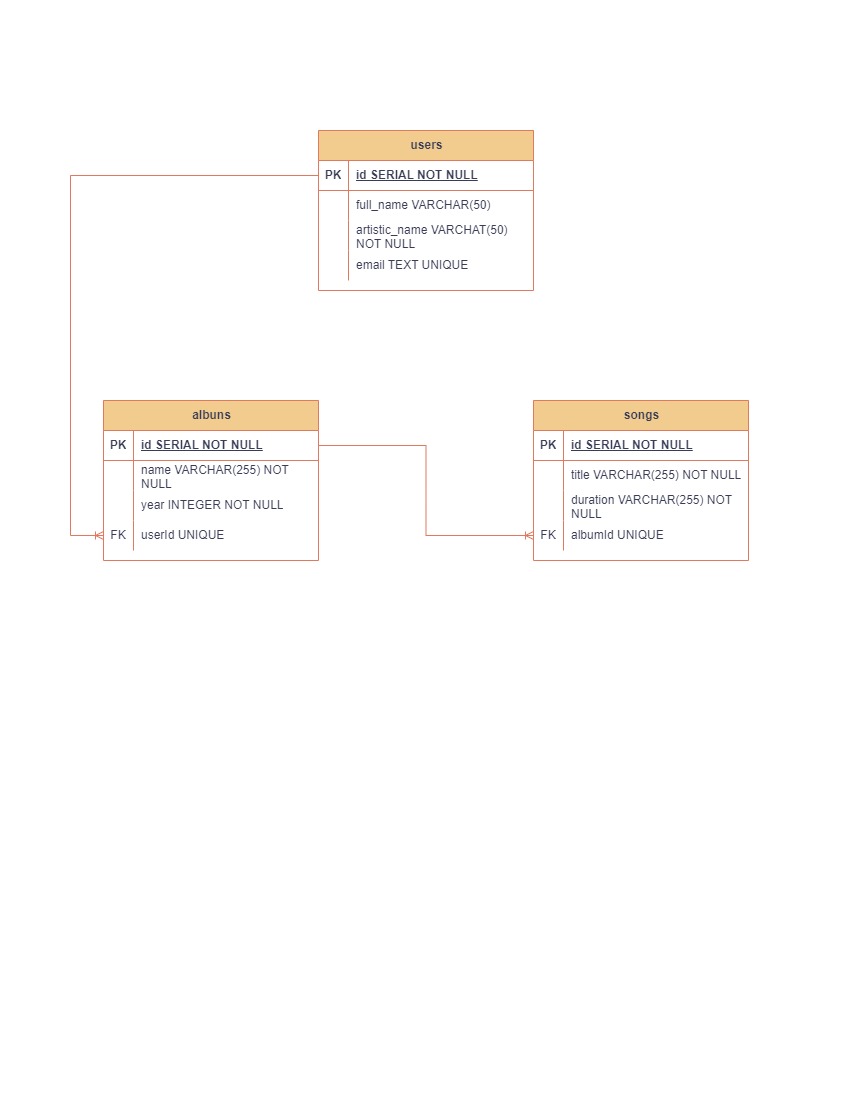 users
PK id SERIAL NOT NULL
full_name VARCHAR(50)
artistic_name VARCHAT(50)
NOT NULL
email TEXT UNIQUE
albuns
PK id SERIAL NOT NULL
name VARCHAR(255) NOT
NULL
year INTEGER NOT NULL
FK userId UNIQUE
songs
PK id SERIAL NOT NULL
title VARCHAR(255) NOT NULL
duration VARCHAR(255) NOT
NULL
FK albumId UNIQUE